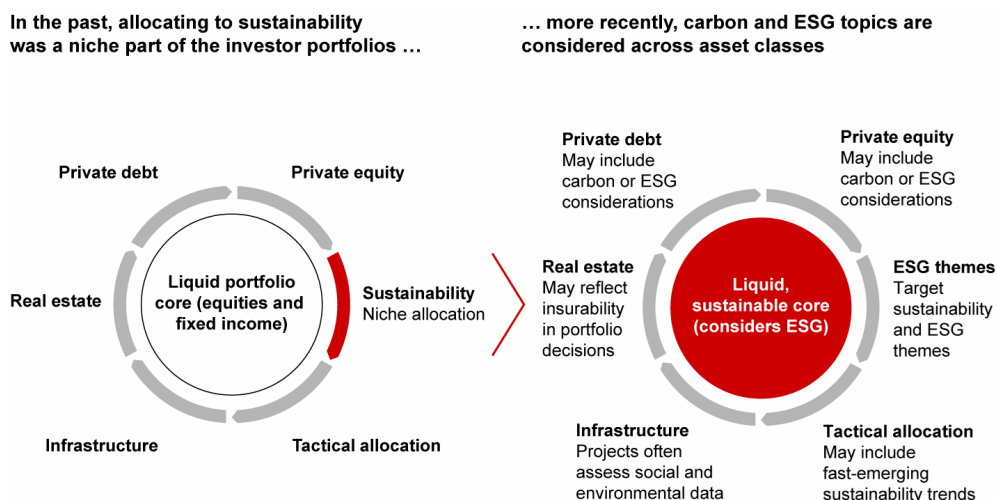 In the past, allocating to sustainability
was a niche part of the investor portfolios …
… more recently, carbon and ESG topics are
considered across asset classes
Private debt
Private equity
Real estate
Liquid portfolio
core (equities and
fixed income)
Sustainability
Niche allocation
Infrastructure
Tactical allocation
Private debt
May include
carbon or ESG
considerations
Private equity
May include
carbon or ESG
considerations
Real estate
May reflect
insurability
in portfolio
decisions
Liquid,
sustainable core
(considers ESG)
ESG themes
Target
sustainability
and ESG
themes
Infrastructure
Projects often
assess social and
environmental data
Tactical allocation
May include
fast-emerging
sustainability trends